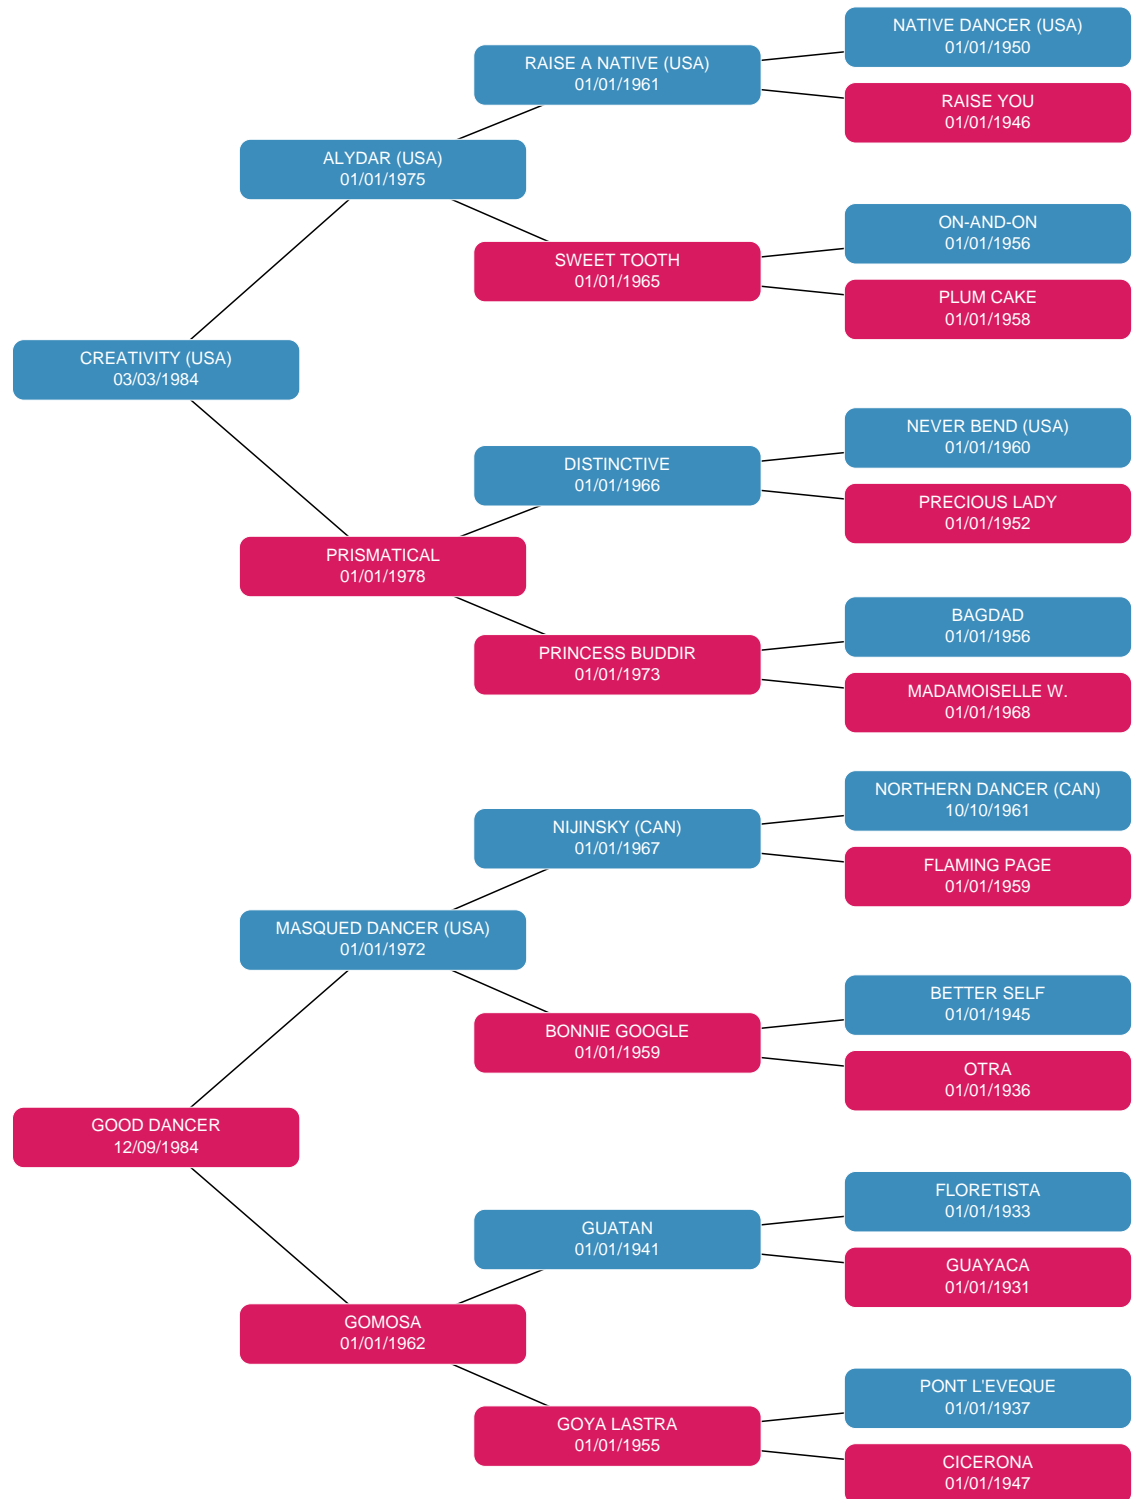 NATIVE DANCER (USA)
01/01/1950
RAISE A NATIVE (USA)
01/01/1961
RAISE YOU
01/01/1946
ALYDAR (USA)
01/01/1975
ON-AND-ON
01/01/1956
SWEET TOOTH
01/01/1965
PLUM CAKE
01/01/1958
CREATIVITY (USA)
03/03/1984
NEVER BEND (USA)
01/01/1960
DISTINCTIVE
01/01/1966
PRECIOUS LADY
01/01/1952
PRISMATICAL
01/01/1978
BAGDAD
01/01/1956
PRINCESS BUDDIR
01/01/1973
MADAMOISELLE W.
01/01/1968
NORTHERN DANCER (CAN)
10/10/1961
NIJINSKY (CAN)
01/01/1967
FLAMING PAGE
01/01/1959
MASQUED DANCER (USA)
01/01/1972
BETTER SELF
01/01/1945
BONNIE GOOGLE
01/01/1959
OTRA
01/01/1936
GOOD DANCER
12/09/1984
FLORETISTA
01/01/1933
GUATAN
01/01/1941
GUAYACA
01/01/1931
GOMOSA
01/01/1962
PONT L'EVEQUE
01/01/1937
GOYA LASTRA
01/01/1955
CICERONA
01/01/1947